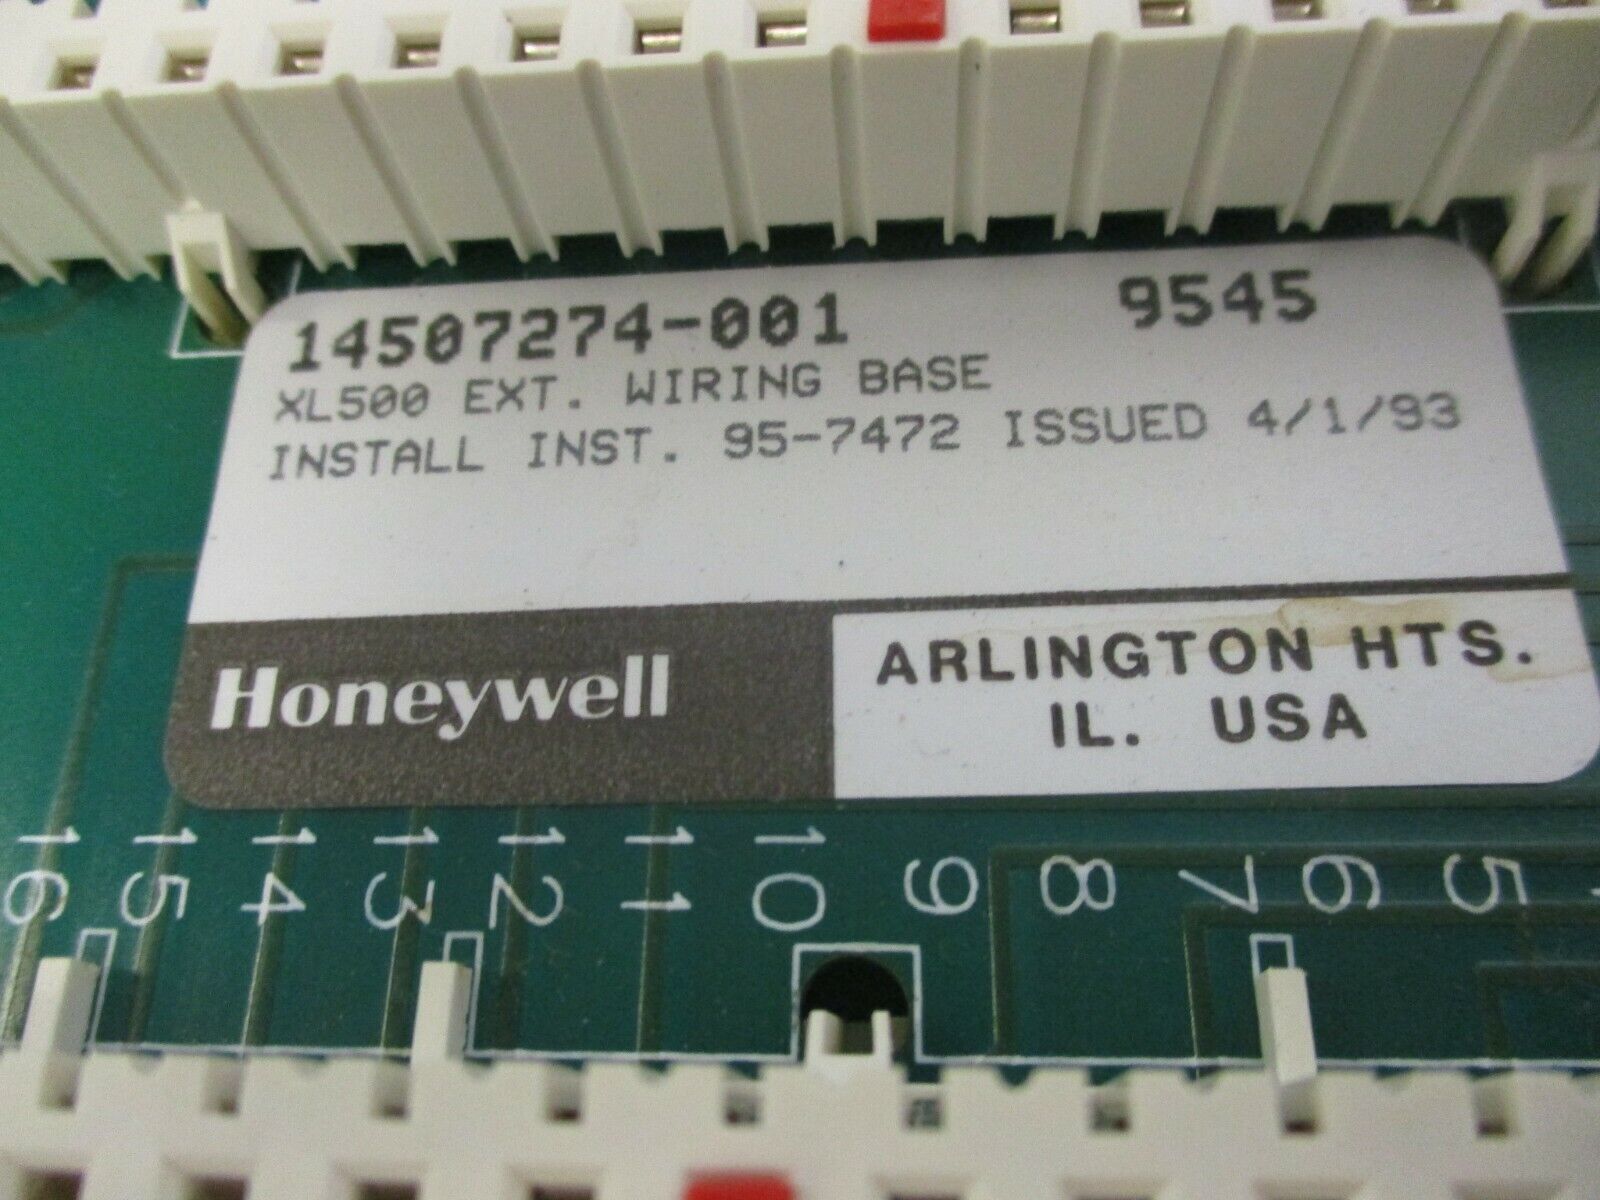 14507274-001 9545
XL500 EXT. WIRING BASE
INSTALL INST. 95-7472 ISSUED 4/1/93
Honeywell
ARLINGTON HTS.
IL. USA
16 15 14 13 12 11 10 9 8 7 6 5